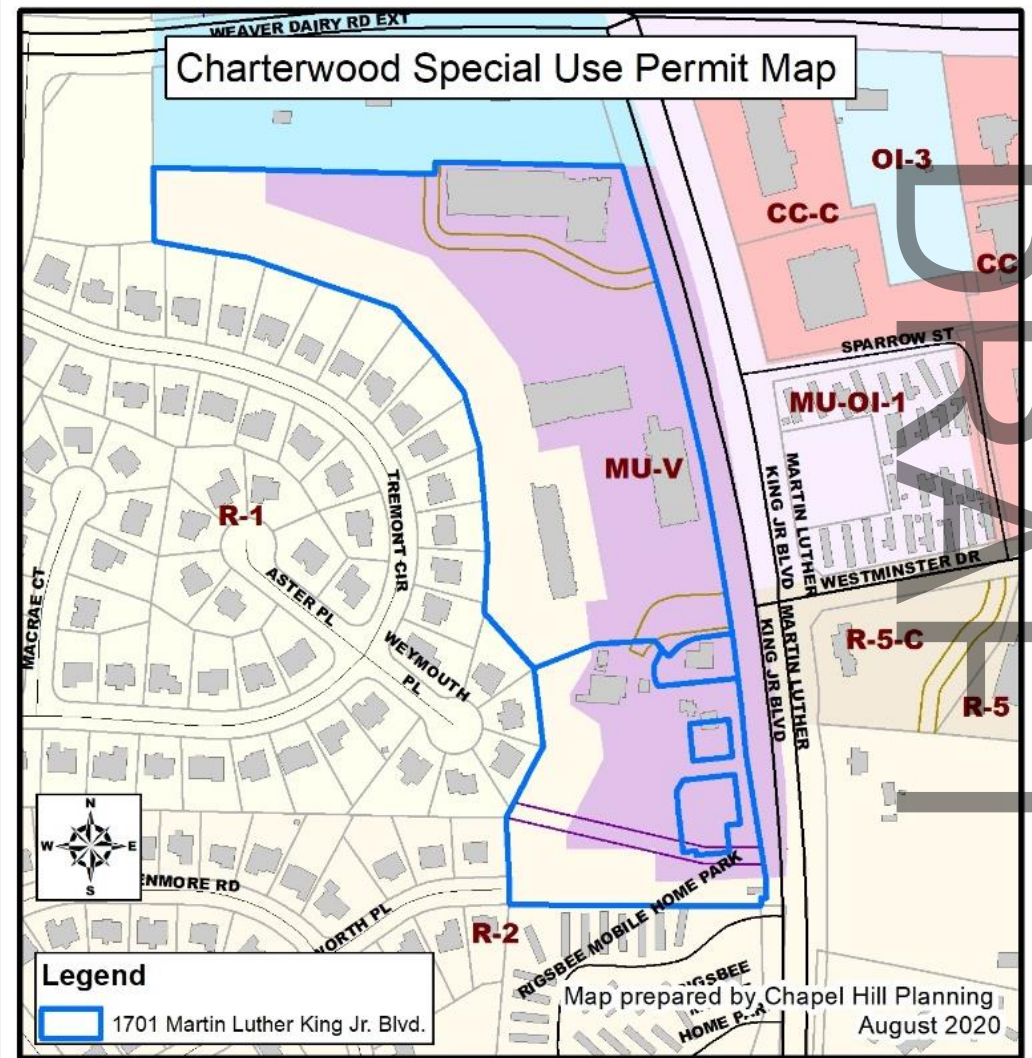 WEAVER DAIRY RD EXT
Charterwood Special Use Permit Map
OI-3
CC-C
CC
SPARROW ST
MU-OI-1
MU-V
MARTIN LUTHER
KING JR BLVD
WESTMINSTER DR
R-1
TREMONT CIR
ASTER PL
MACRAE CT
WEYMOUTH
PL
MARTIN LUTHER
KING JR BLVD
R-5-C
R-5
N
W
E
S
ENMORE RD
NORTH PL
R-2
RIGSBEE MOBILE HOME PARK
RIGSBEE
HOME PAR
Legend
1701 Martin Luther King Jr. Blvd.
Map prepared by Chapel Hill Planning
August 2020
DRAFT